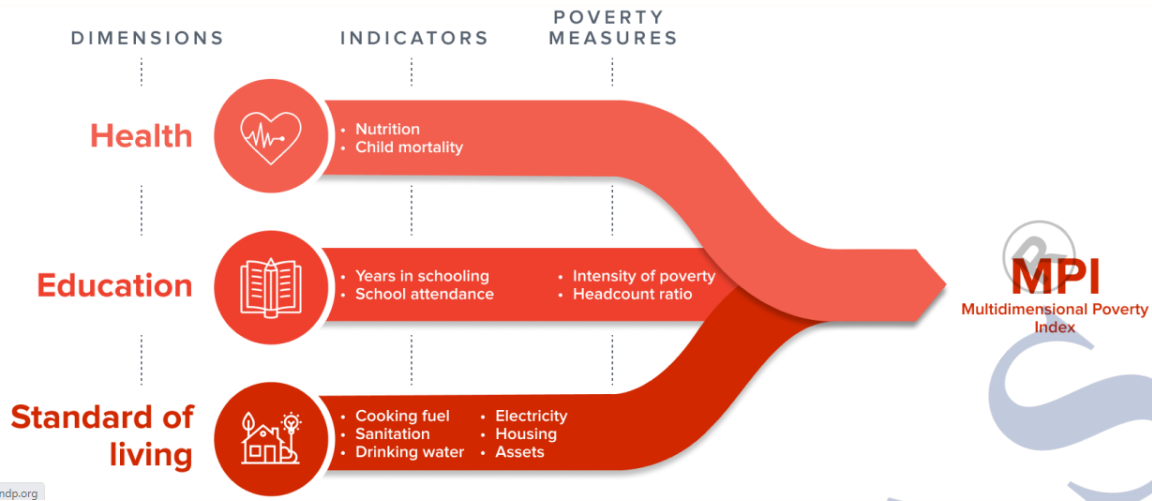 DIMENSIONS
INDICATORS
POVERTY
MEASURES
Health
• Nutrition
• Child mortality
Education
• Years in schooling
• School attendance
• Intensity of poverty
• Headcount ratio
Standard of
living
• Cooking fuel
• Sanitation
• Drinking water
• Electricity
• Housing
• Assets
MPI
Multidimensional Poverty
Index
R
S
ndp.org